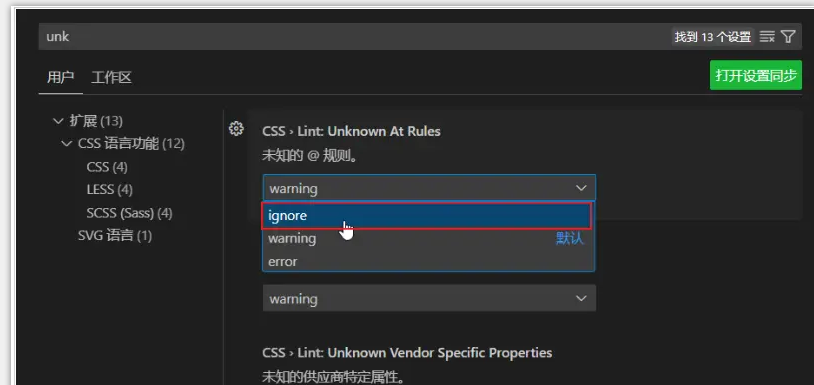 unk 找到 13 个设置
用户 工作区 打开设置同步
扩展 (13)
CSS 语言功能 (12)
CSS (4)
LESS (4)
SCSS (Sass) (4)
SVG 语言 (1)
CSS › Lint: Unknown At Rules
未知的 @ 规则。
warning
ignore
warning 默认
error
warning
CSS › Lint: Unknown Vendor Specific Properties
未知的供应商特定属性。